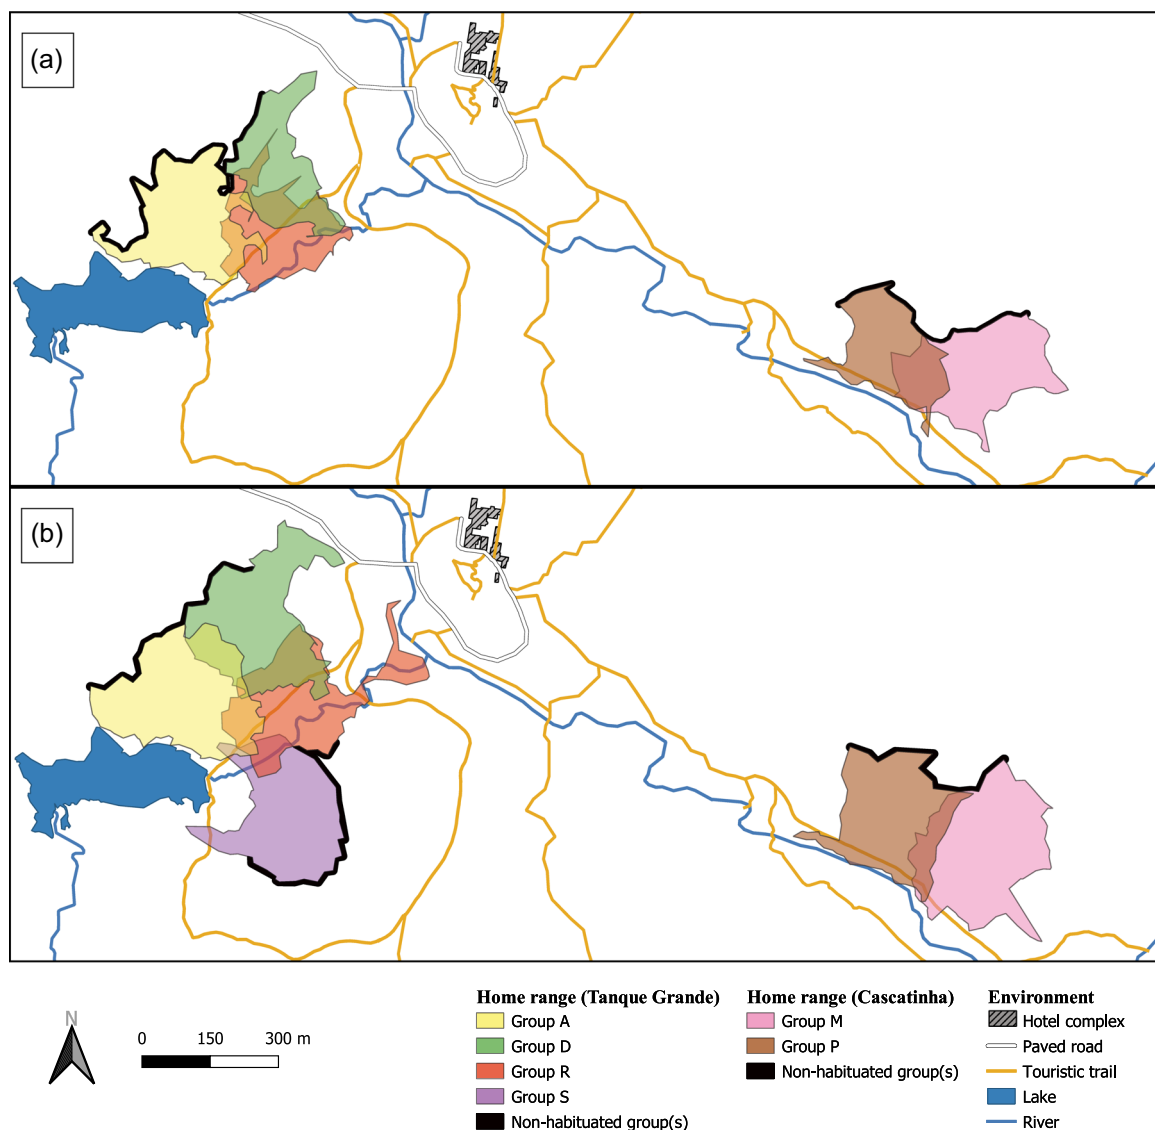 (a)
(b)
N
0 150 300 m
Home range (Tanque Grande)
Group A
Group D
Group R
Group S
Non-habituated group(s)
Home range (Cascatinha)
Group M
Group P
Non-habituated group(s)
Environment
Hotel complex
Paved road
Touristic trail
Lake
River